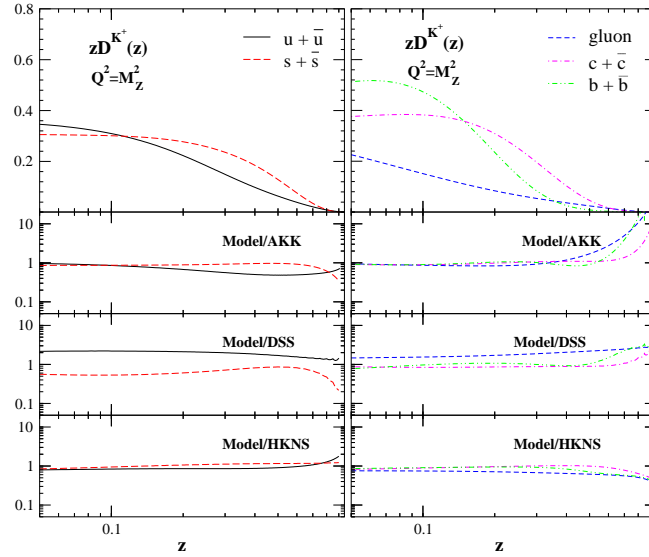 0.8
zD^{K^+}(z)
Q^2=M_Z^2
u + ū
s + s̄
0.6
0.4
0.2
zD^{K^+}(z)
Q^2=M_Z^2
gluon
c + c̄
b + b̄
10
1
0.1
Model/AKK
Model/AKK
10
1
0.1
Model/DSS
Model/DSS
10
1
0.1
Model/HKNS
Model/HKNS
0.1
0.1
z
z